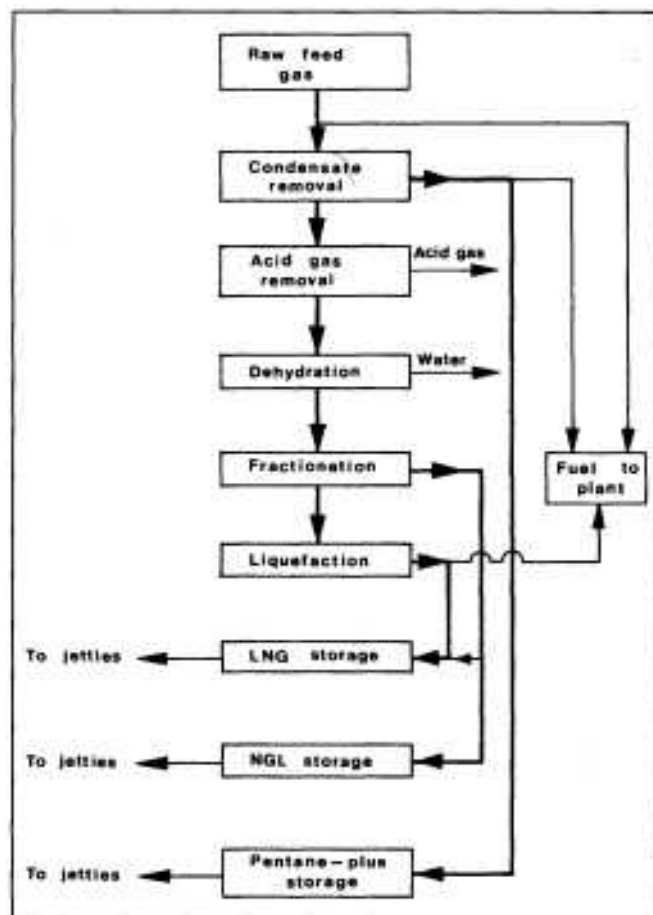 Raw feed
gas
Condensate
removal
Acid gas
removal
Acid gas
Dehydration
Water
Fractionation
Fuel to
plant
Liquefaction
To jetties
LNG storage
To jetties
NGL storage
To jetties
Pentane-plus
storage